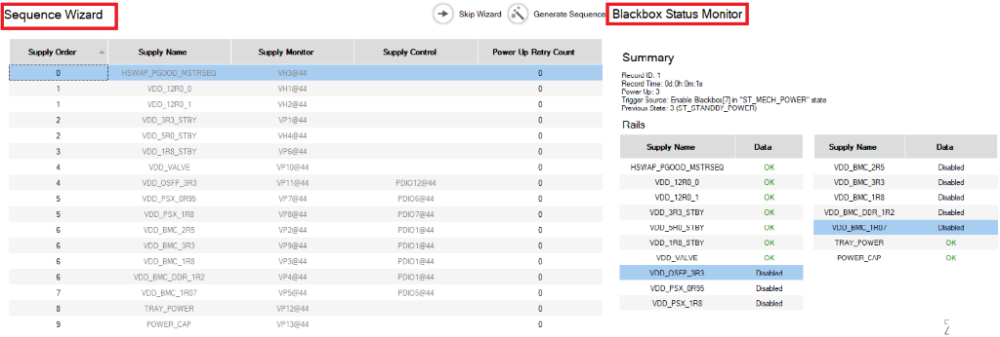 Sequence Wizard
Skip Wizard Generate Sequence
Supply Order Supply Name Supply Monitor Supply Control Power Up Retry Count
0 HSWAP_PGOOD_MSTRSEQ VH3@44 0
1 VDD_12R0_0 VH1@44 0
1 VDD_12R0_1 VH2@44 0
2 VDD_3R3_STBY VP1@44 0
2 VDD_5R0_STBY VH4@44 0
3 VDD_1R8_STBY VP6@44 0
4 VDD_VALVE VP10@44 0
4 VDD_OSFP_3R3 VP11@44 PDIO12@44 0
5 VDD_PSX_0R95 VP7@44 PDIO6@44 0
5 VDD_PSX_1R8 VP8@44 PDIO7@44 0
6 VDD_BMC_2R5 VP2@44 PDIO1@44 0
6 VDD_BMC_3R3 VP9@44 PDIO1@44 0
6 VDD_BMC_1R8 VP3@44 PDIO1@44 0
6 VDD_BMC_DDR_1R2 VP4@44 PDIO1@44 0
7 VDD_BMC_1R07 VP5@44 PDIO5@44 0
8 TRAY_POWER VP12@44 0
9 POWER_CAP VP13@44 0
Blackbox Status Monitor
Summary
Record ID: 1
Record Time: 0d:0h:0m:1s
Power Up: 3
Trigger Source: Enable Blackbox[7] in "ST_MECH_POWER" state
Previous State: 3 (ST_STANDBY_POWER)
Rails
Supply Name Data
HSWAP_PGOOD_MSTRSEQ OK
VDD_12R0_0 OK
VDD_12R0_1 OK
VDD_3R3_STBY OK
VDD_5R0_STBY OK
VDD_1R8_STBY OK
VDD_VALVE OK
VDD_OSFP_3R3 Disabled
VDD_PSX_0R95 Disabled
VDD_PSX_1R8 Disabled
Supply Name Data
VDD_BMC_2R5 Disabled
VDD_BMC_3R3 Disabled
VDD_BMC_1R8 Disabled
VDD_BMC_DDR_1R2 Disabled
VDD_BMC_1R07 Disabled
TRAY_POWER OK
POWER_CAP OK